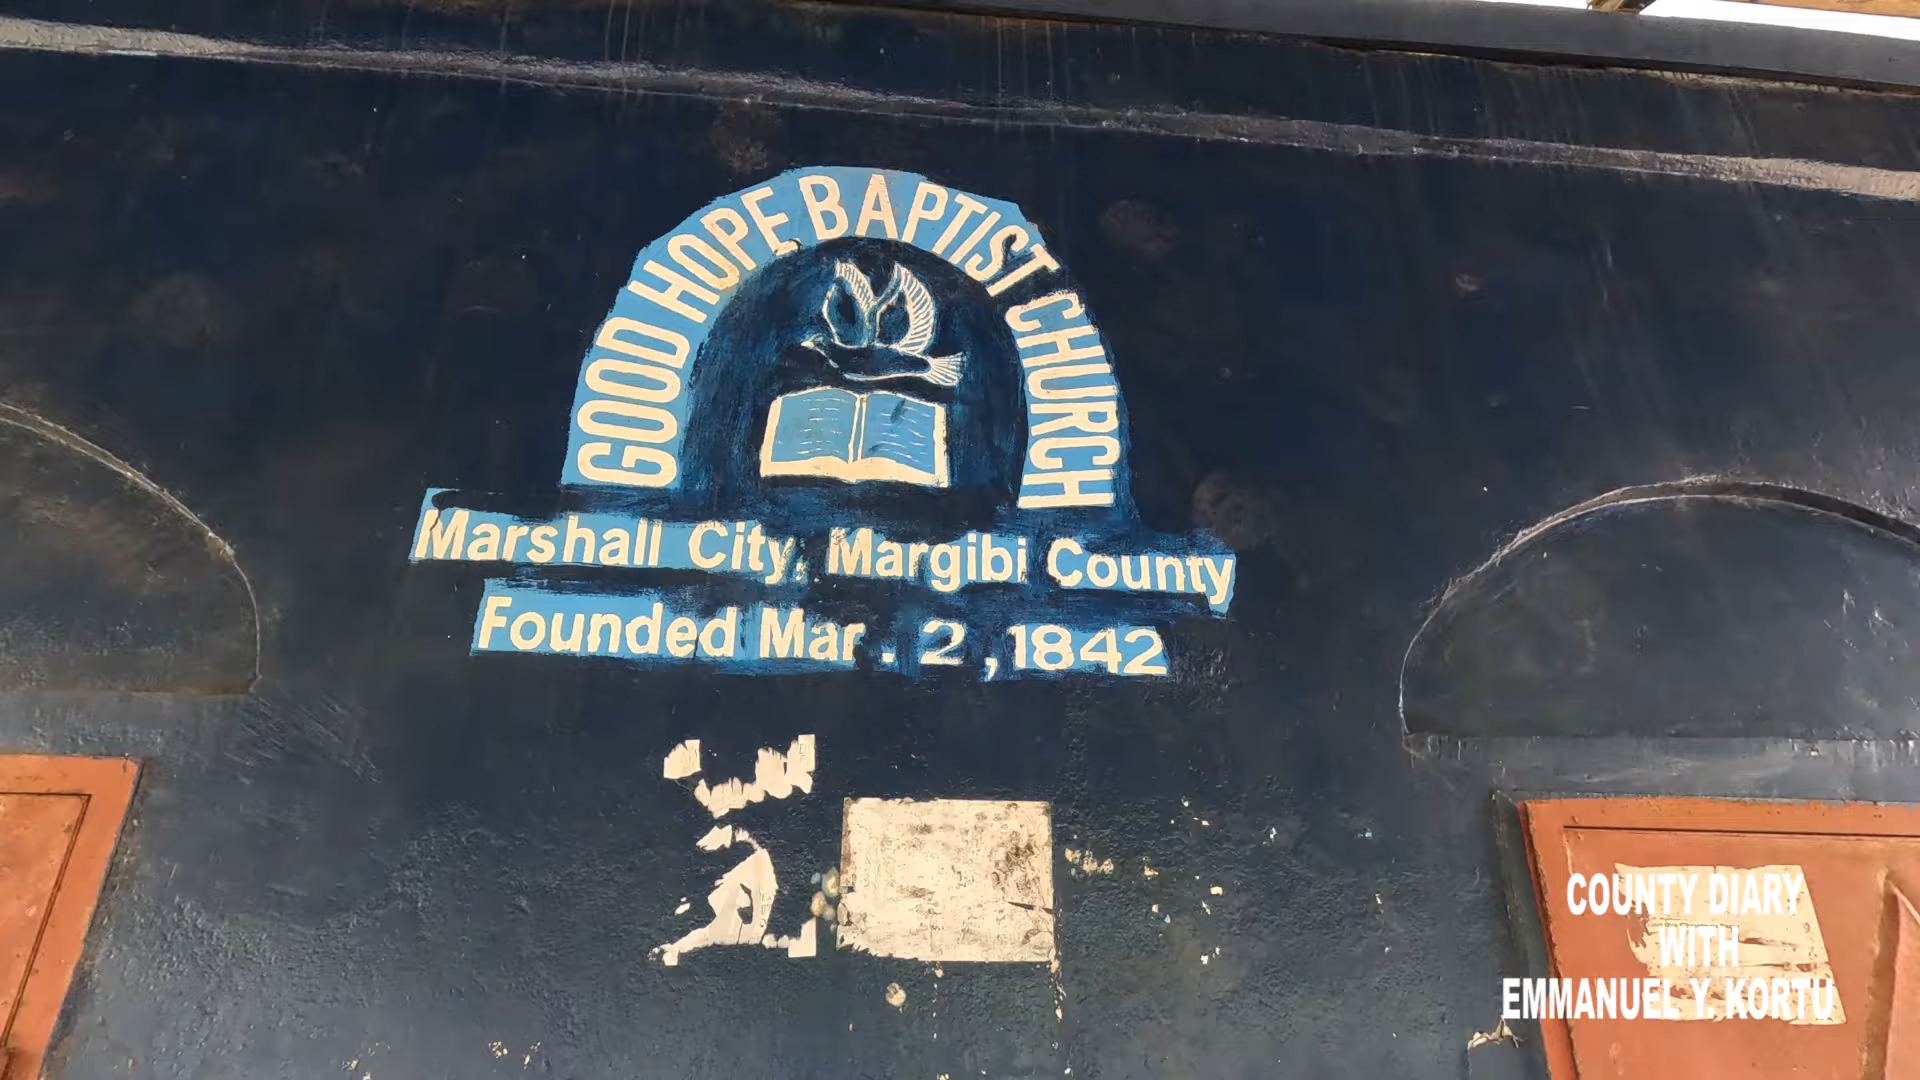 GOOD HOPE BAPTIST CHURCH
Marshall City, Margibi County
Founded Mar. 2, 1842
COUNTY DIARY
WITH
EMMANUEL Y. KORTU